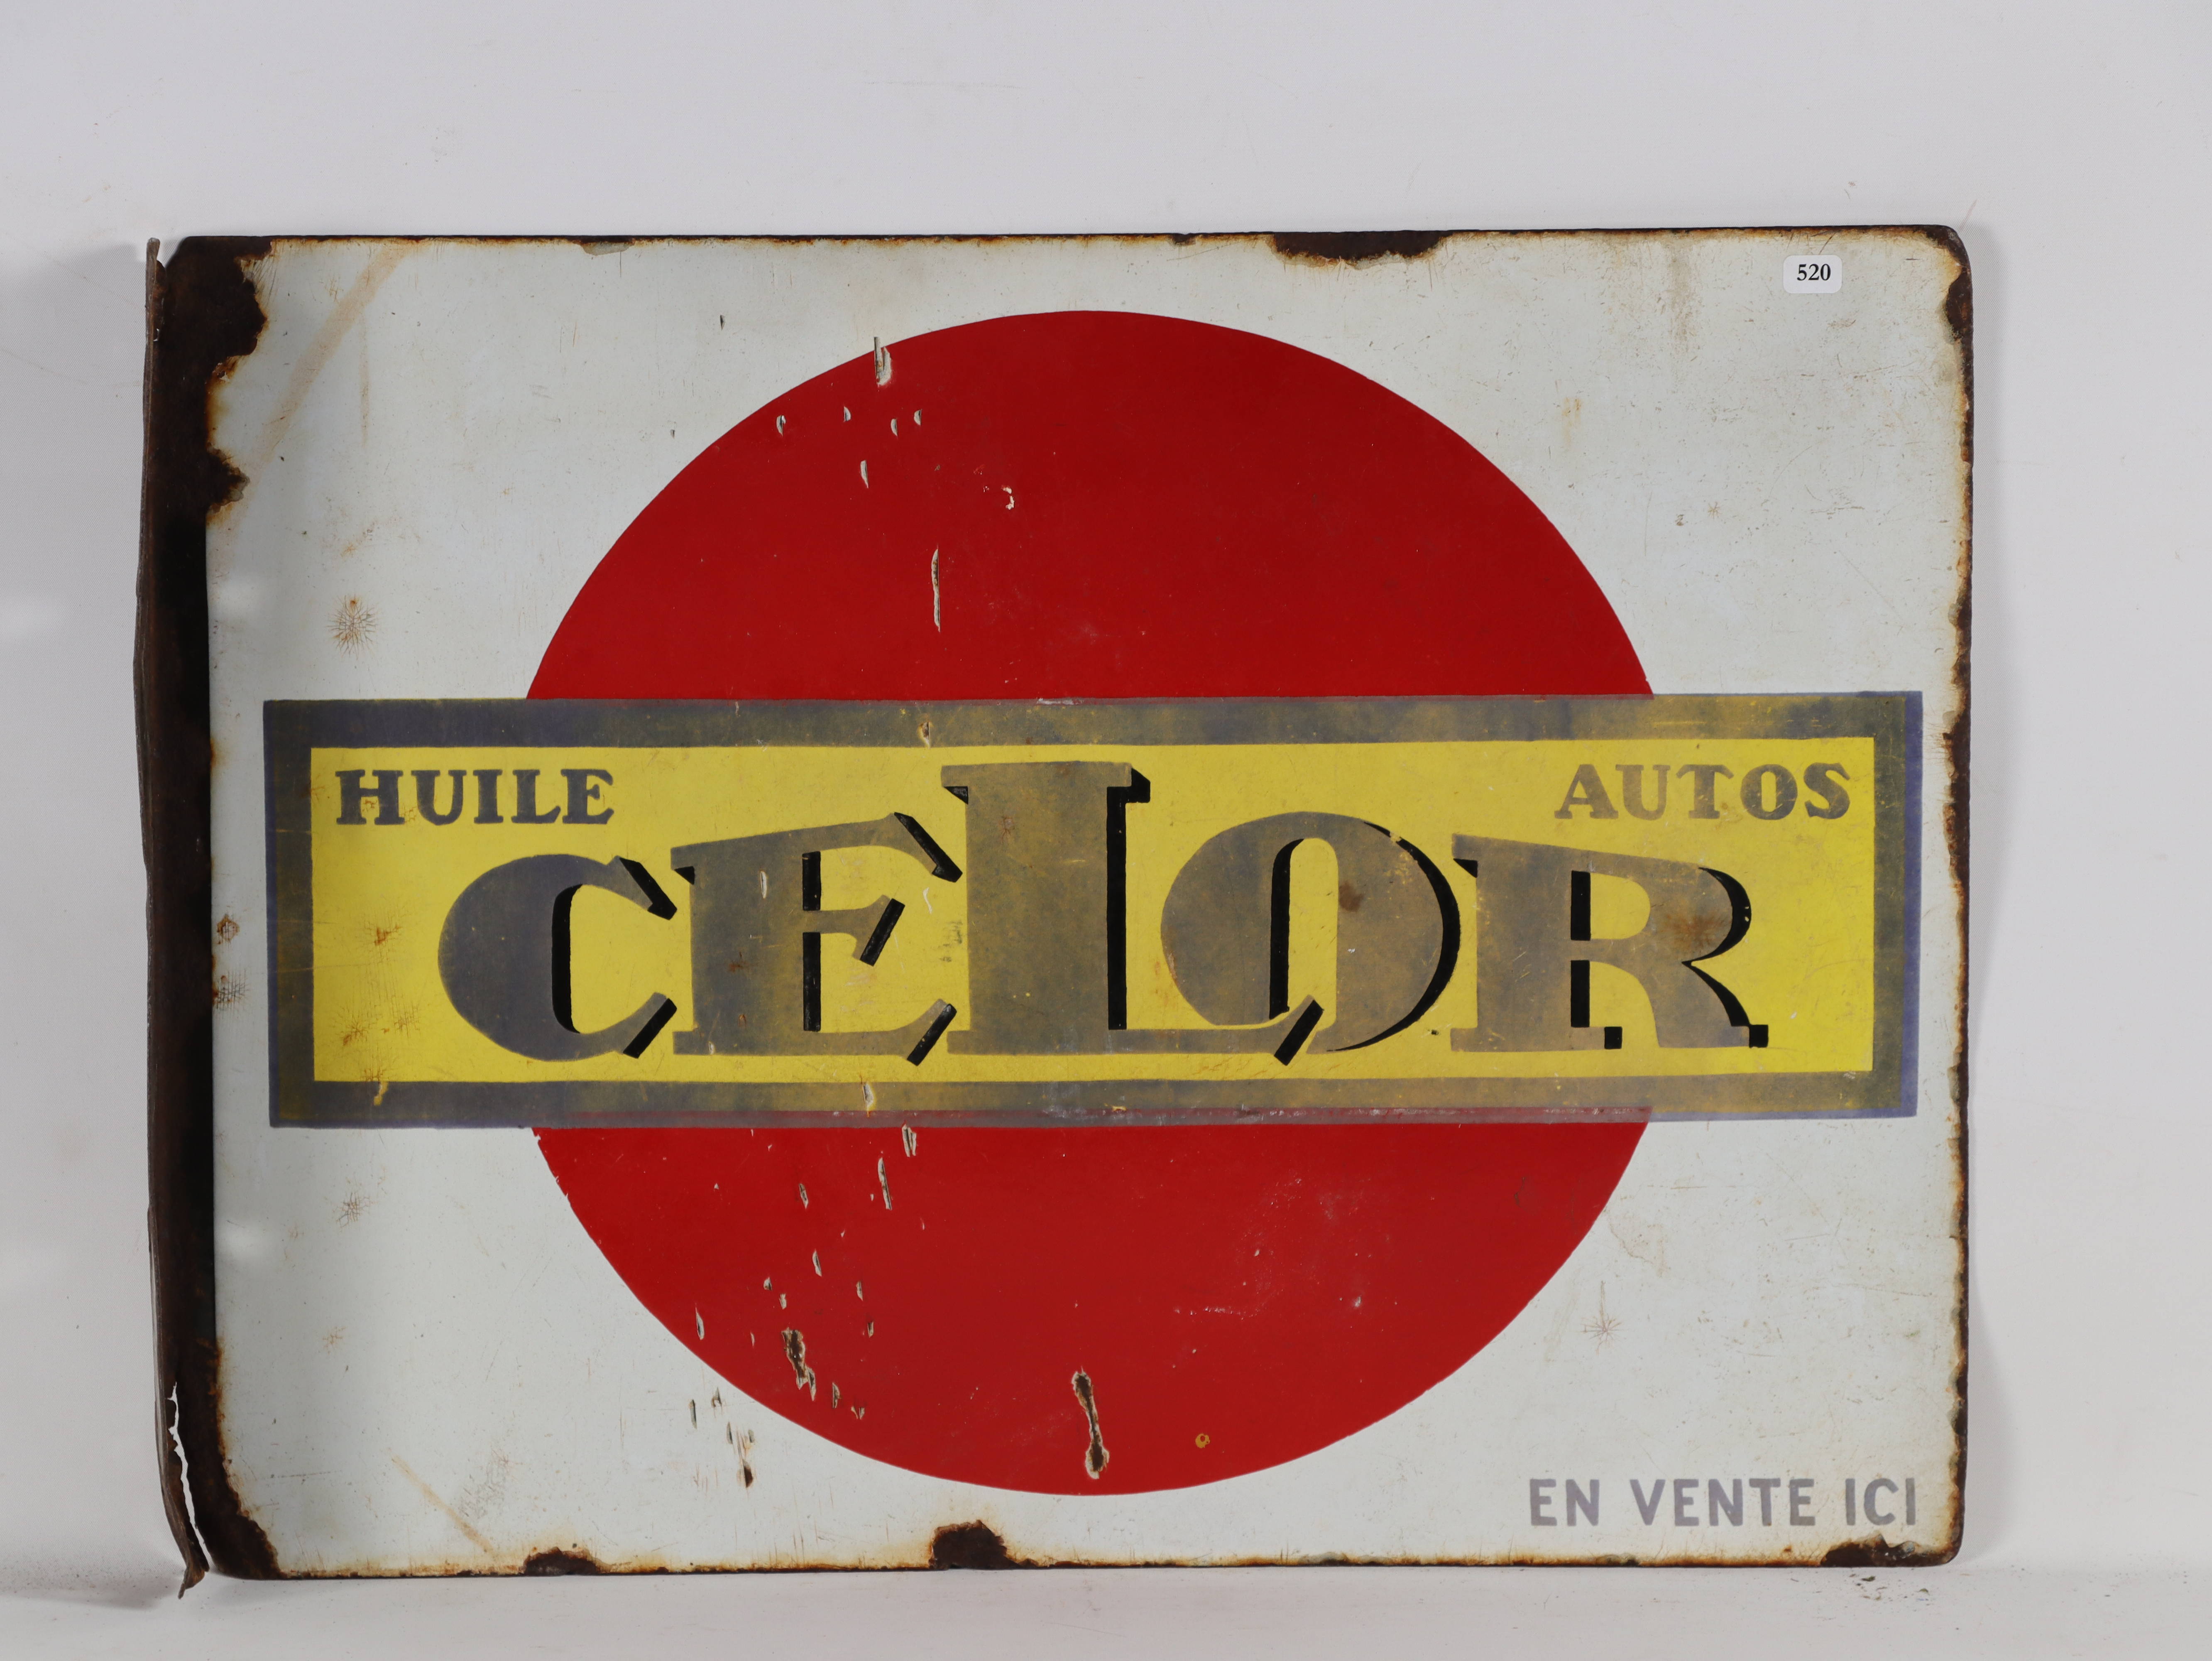 520
HUILE AUTOS
CELOR
EN VENTE ICI